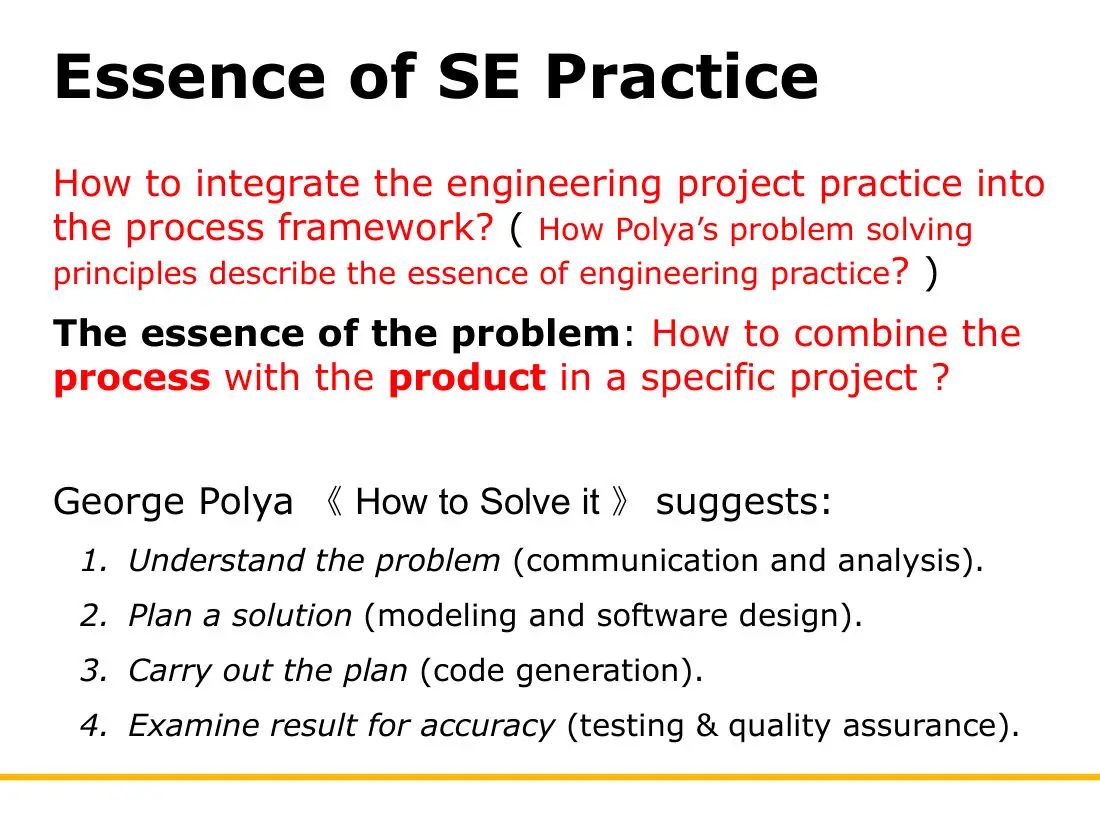 Essence of SE Practice
How to integrate the engineering project practice into
the process framework? ( How Polya’s problem solving
principles describe the essence of engineering practice? )
The essence of the problem: How to combine the
process with the product in a specific project ?
George Polya 《 How to Solve it 》 suggests:
1. Understand the problem (communication and analysis).
2. Plan a solution (modeling and software design).
3. Carry out the plan (code generation).
4. Examine result for accuracy (testing & quality assurance).